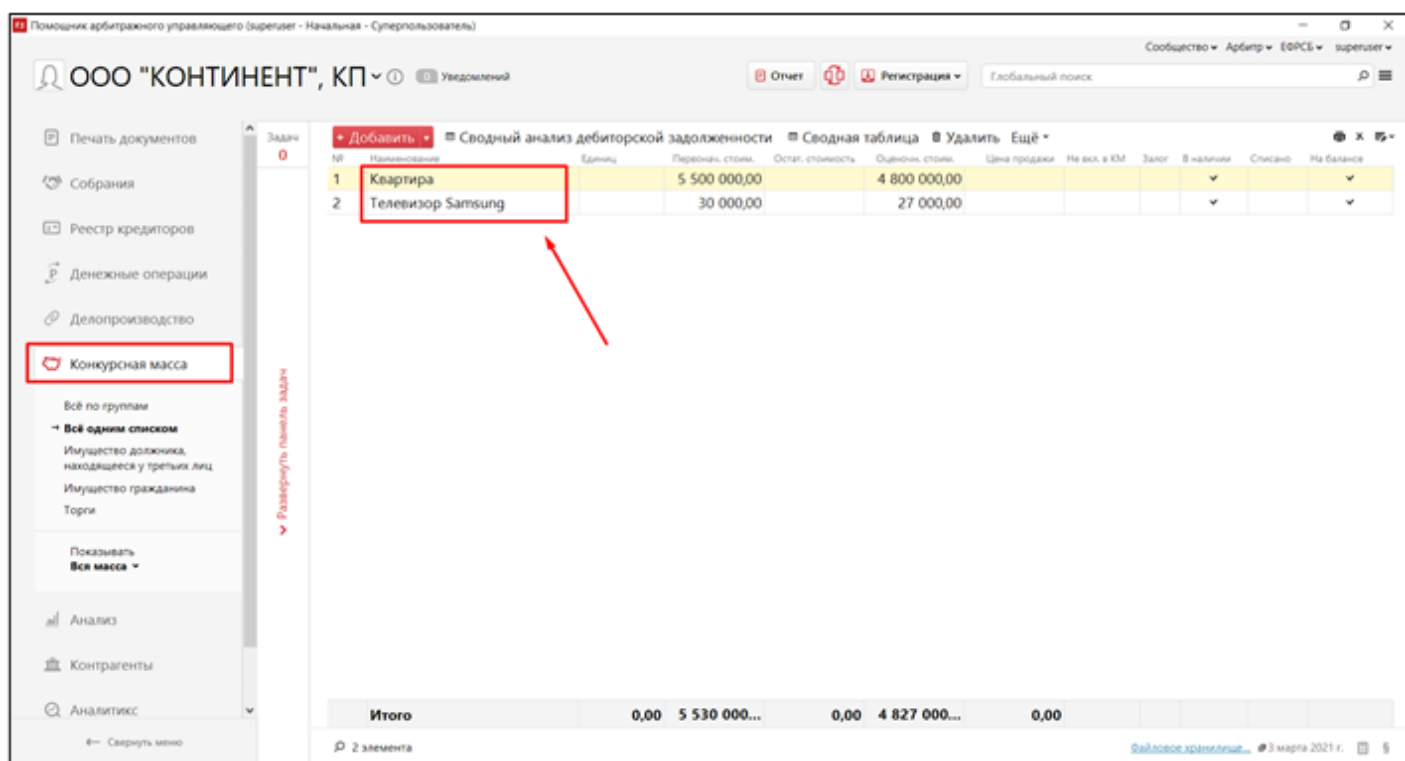 Помощник арбитражного управляющего (superuser - Начальная - Суперпользователь)
Сообщество Арбитр ЕФРСБ superuser
ООО "КОНТИНЕНТ", КП 0 Уведомлений Отчет Регистрация Глобальный поиск
Печать документов
Собрания
Реестр кредиторов
Денежные операции
Делопроизводство
Конкурсная масса
Всё по группам
→ Всё одним списком
Имущество должника,
находящееся у третьих лиц
Имущество гражданина
Торги
Показывать
Вся масса
Анализ
Контрагенты
Аналитикс
← Свернуть меню
Задач
0
Развернуть панель задач
+ Добавить Сводный анализ дебиторской задолженности Сводная таблица Удалить Ещё
№ Наименование Единиц Первонач. стоим. Остат. стоимость Оценочн. стоим. Цена продажи Не вкл. в КМ Залог В наличии Списано На балансе
1 Квартира 5 500 000,00 4 800 000,00
2 Телевизор Samsung 30 000,00 27 000,00
Итого 0,00 5 530 000... 0,00 4 827 000... 0,00
2 элемента Файловое хранилище... # 3 марта 2021 г. §